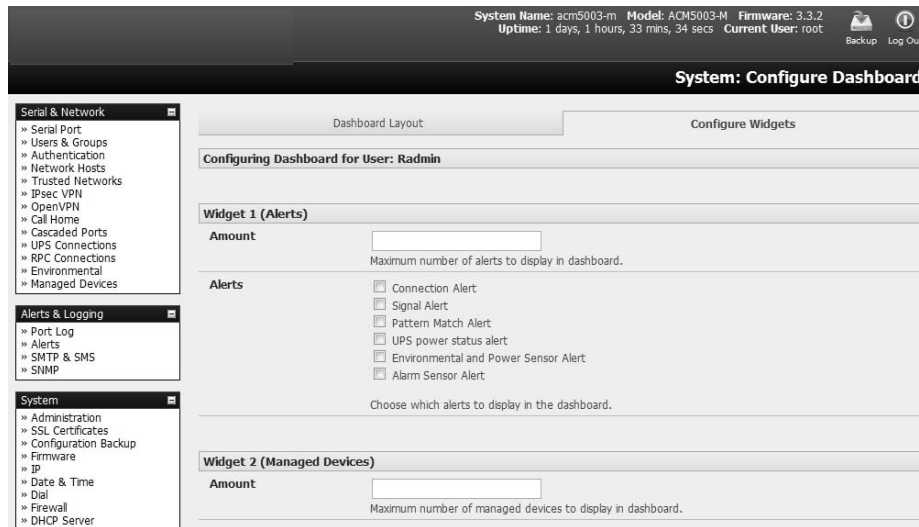 System Name: acm5003-m Model: ACM5003-M Firmware: 3.3.2
Uptime: 1 days, 1 hours, 33 mins, 34 secs Current User: root
Backup Log Ou
System: Configure Dashboard
Serial & Network
» Serial Port
» Users & Groups
» Authentication
» Network Hosts
» Trusted Networks
» IPsec VPN
» OpenVPN
» Call Home
» Cascaded Ports
» UPS Connections
» RPC Connections
» Environmental
» Managed Devices
Alerts & Logging
» Port Log
» Alerts
» SMTP & SMS
» SNMP
System
» Administration
» SSL Certificates
» Configuration Backup
» Firmware
» IP
» Date & Time
» Dial
» Firewall
» DHCP Server
Dashboard Layout
Configure Widgets
Configuring Dashboard for User: Radmin
Widget 1 (Alerts)
Amount
Maximum number of alerts to display in dashboard.
Alerts
Connection Alert
Signal Alert
Pattern Match Alert
UPS power status alert
Environmental and Power Sensor Alert
Alarm Sensor Alert
Choose which alerts to display in the dashboard.
Widget 2 (Managed Devices)
Amount
Maximum number of managed devices to display in dashboard.